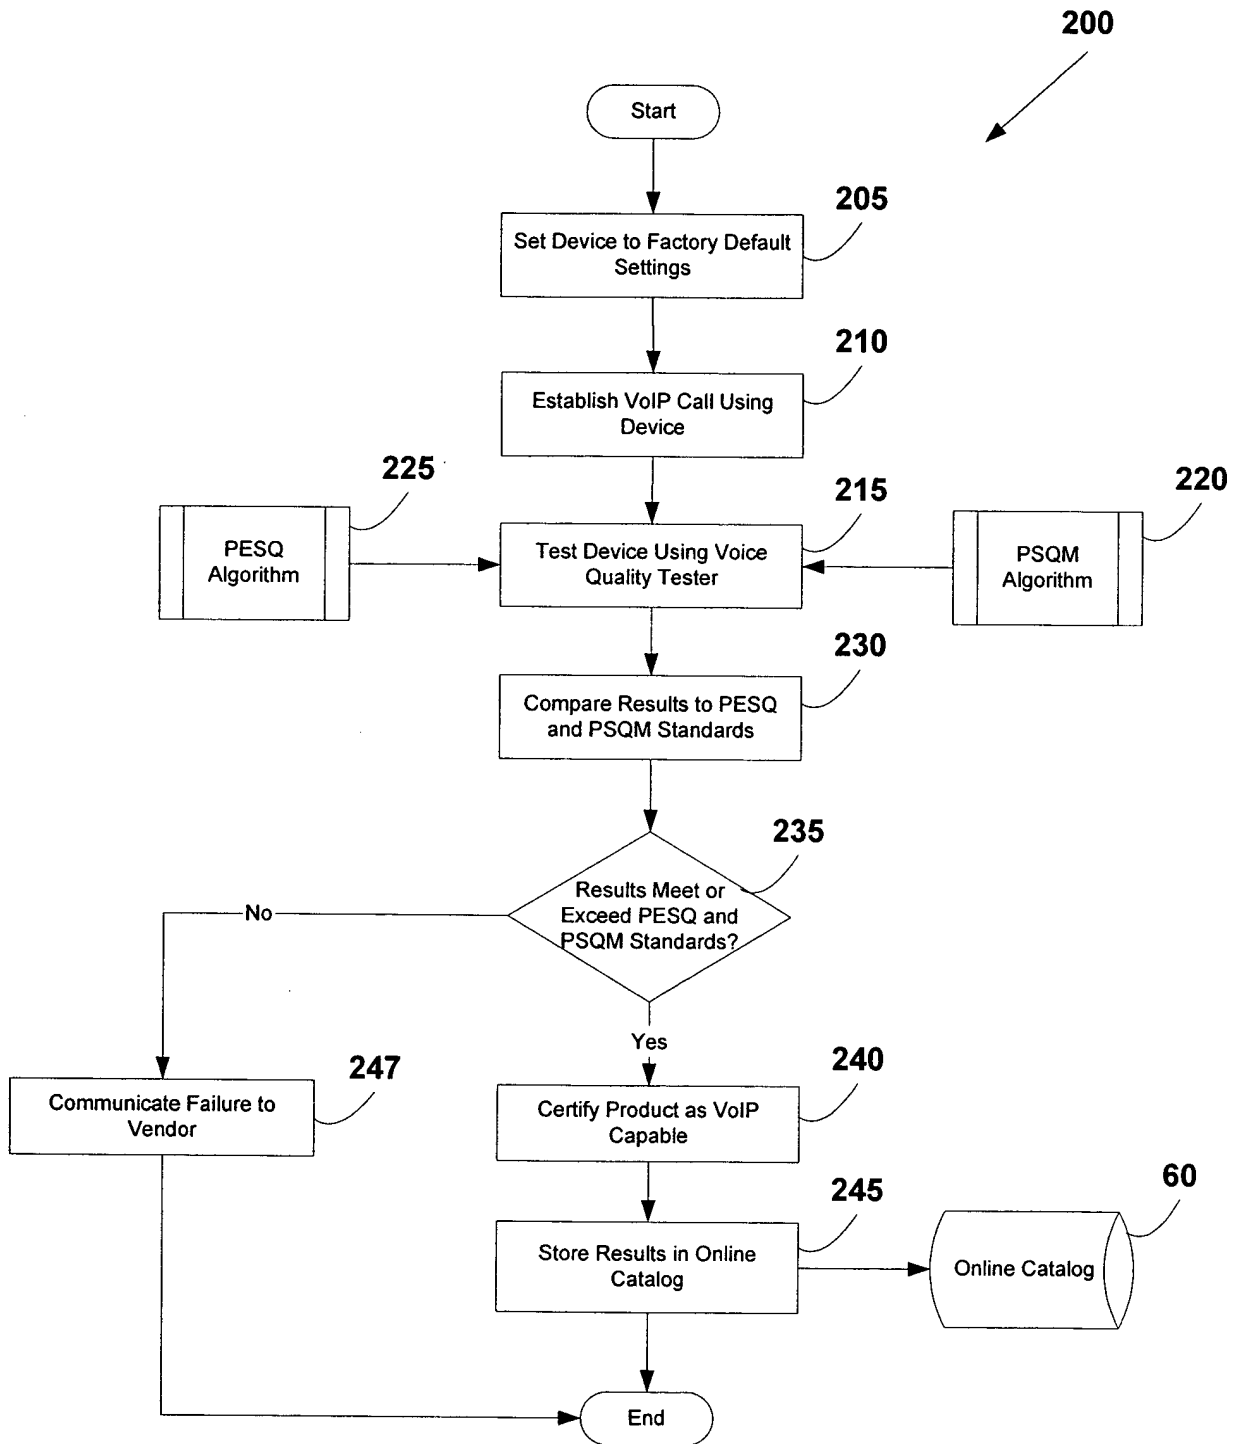 200
Start
205
Set Device to Factory Default
Settings
210
Establish VoIP Call Using
Device
225
PESQ
Algorithm
215
Test Device Using Voice
Quality Tester
220
PSQM
Algorithm
230
Compare Results to PESQ
and PSQM Standards
235
Results Meet or
Exceed PESQ and
PSQM Standards?
No
Yes
247
Communicate Failure to
Vendor
240
Certify Product as VoIP
Capable
245
Store Results in Online
Catalog
60
Online Catalog
End